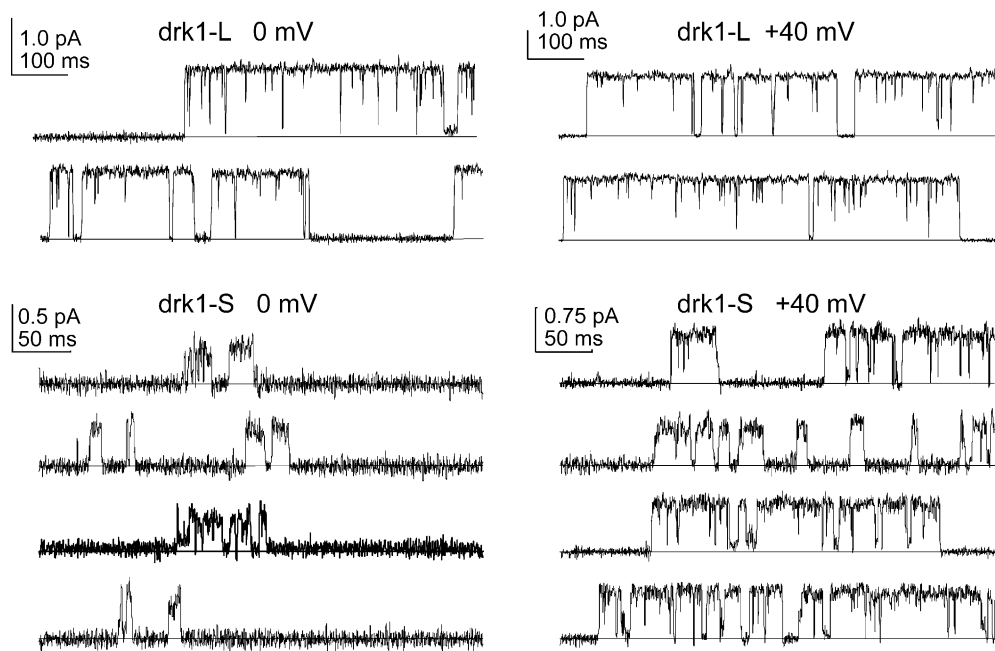 drk1-L 0 mV
1.0 pA
100 ms
drk1-L +40 mV
1.0 pA
100 ms
drk1-S 0 mV
0.5 pA
50 ms
drk1-S +40 mV
0.75 pA
50 ms